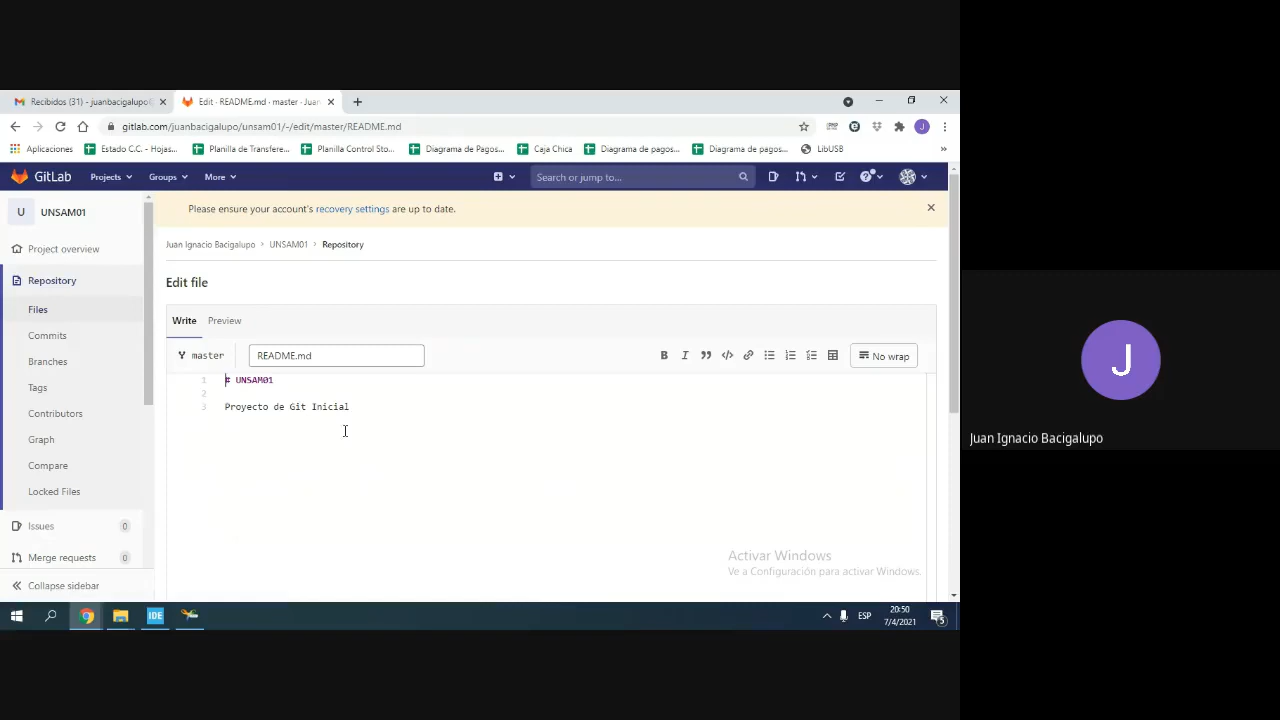 Recibidos (31) - juanbacigalupo@
Edit · README.md · master · Juan
gitlab.com/juanbacigalupo/unsam01/-/edit/master/README.md
J
Aplicaciones
Estado C.C. - Hojas...
Planilla de Transfere...
Planilla Control Sto...
Diagrama de Pagos...
Caja Chica
Diagrama de pagos...
Diagrama de pagos...
LibUSB
»
GitLab
Projects
Groups
More
Search or jump to...
U UNSAM01
Please ensure your account's recovery settings are up to date.
Project overview
Juan Ignacio Bacigalupo > UNSAM01 > Repository
Repository
Edit file
Files
Write Preview
Commits
master README.md
B I
No wrap
Branches
1 # UNSAM01
Tags
2
3 Proyecto de Git Inicial
Contributors
Graph
Compare
Locked Files
Issues 0
Merge requests 0
Collapse sidebar
Activar Windows
Ve a Configuración para activar Windows.
IDE
ESP
20:50
7/4/2021
5
J
Juan Ignacio Bacigalupo